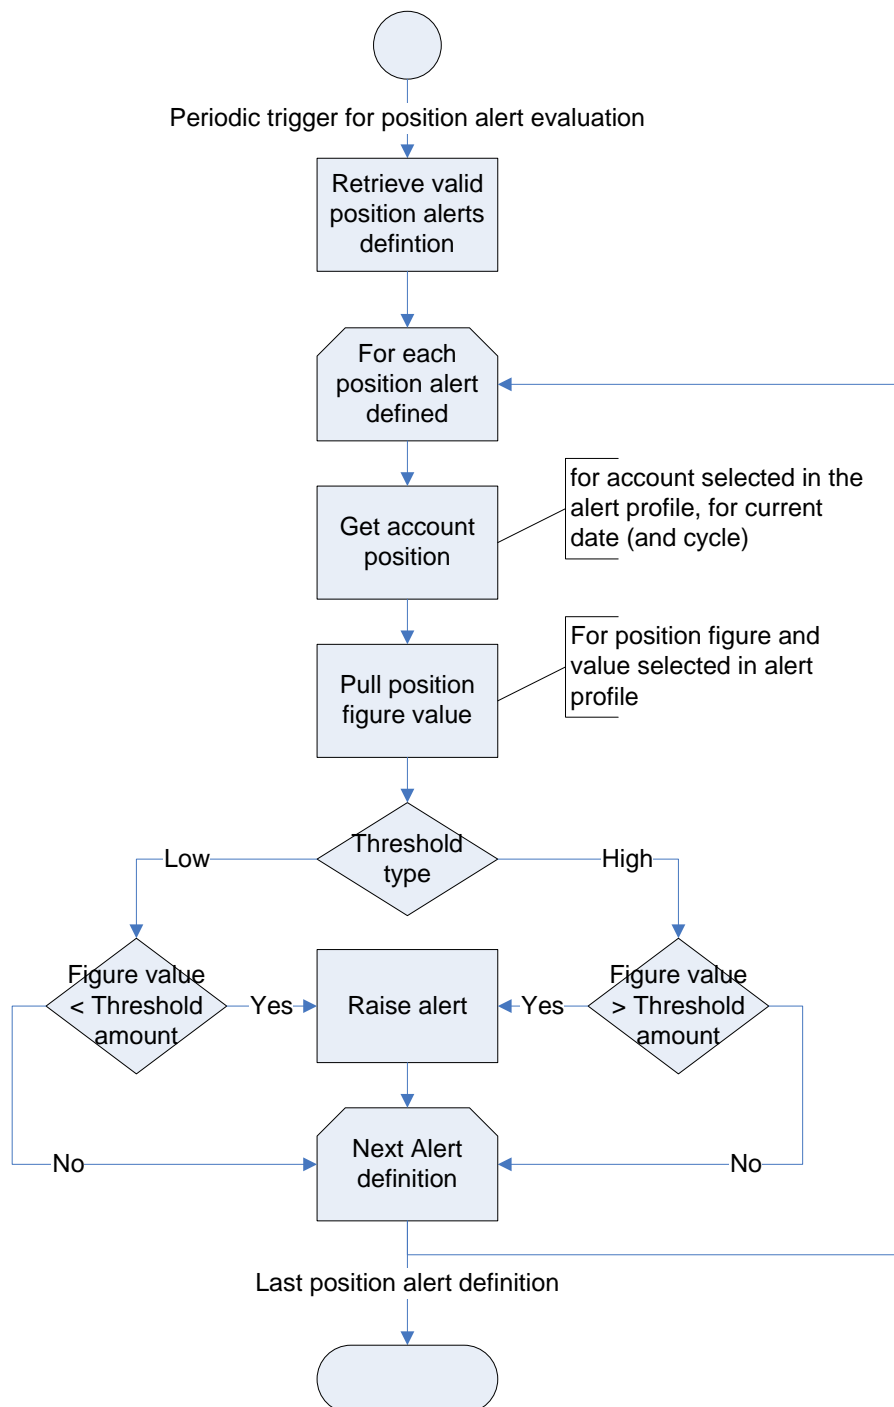 Periodic trigger for position alert evaluation
Retrieve valid
position alerts
defintion
For each
position alert
defined
for account selected in the
alert profile, for current
date (and cycle)
Get account
position
For position figure and
value selected in alert
profile
Pull position
figure value
Threshold
type
Low
High
Figure value
< Threshold
amount
Yes
Raise alert
Yes
Figure value
> Threshold
amount
No
Next Alert
definition
No
Last position alert definition